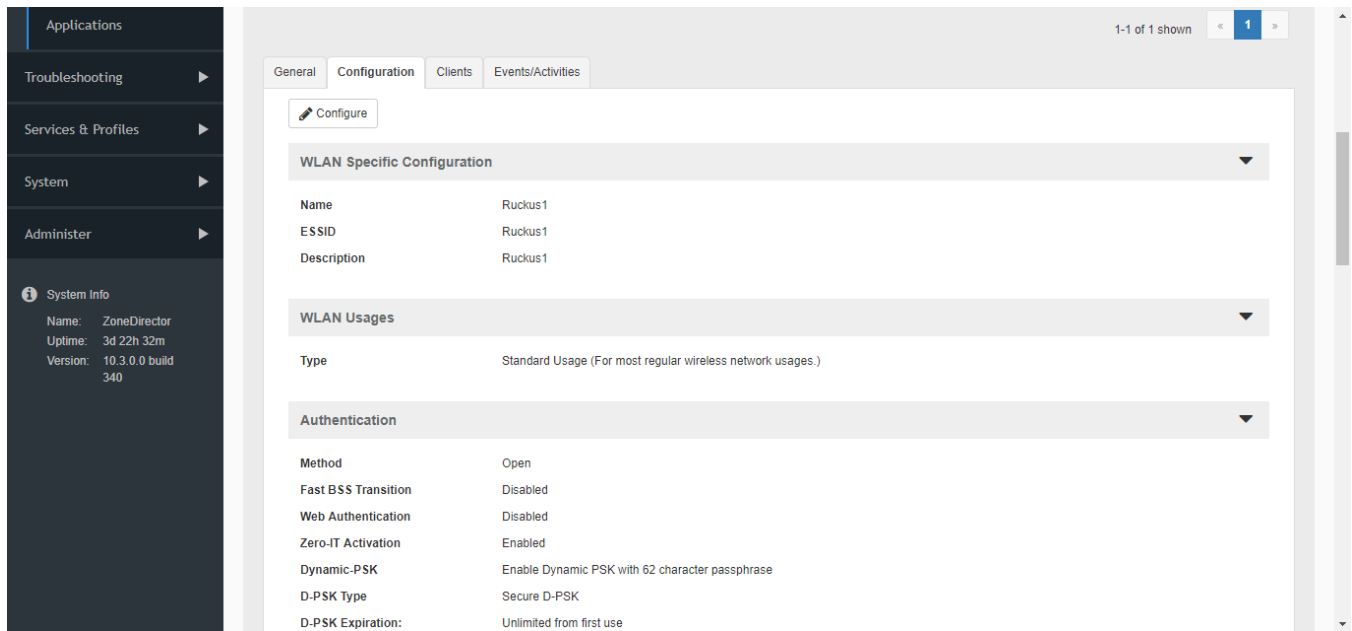 Applications
Troubleshooting
Services & Profiles
System
Administer
System Info
Name: ZoneDirector
Uptime: 3d 22h 32m
Version: 10.3.0.0 build
340
1-1 of 1 shown « 1 »
General Configuration Clients Events/Activities
Configure
WLAN Specific Configuration
Name Ruckus1
ESSID Ruckus1
Description Ruckus1
WLAN Usages
Type Standard Usage (For most regular wireless network usages.)
Authentication
Method Open
Fast BSS Transition Disabled
Web Authentication Disabled
Zero-IT Activation Enabled
Dynamic-PSK Enable Dynamic PSK with 62 character passphrase
D-PSK Type Secure D-PSK
D-PSK Expiration: Unlimited from first use